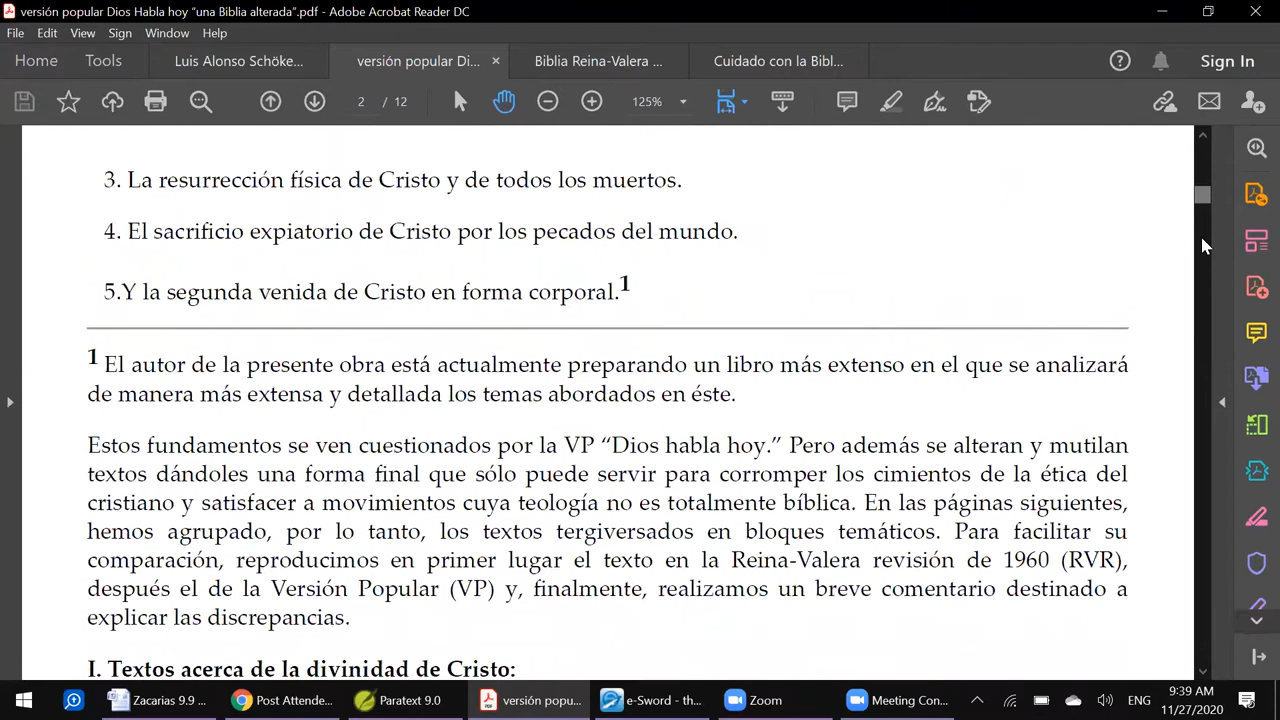 versión popular Dios Habla hoy "una Biblia alterada".pdf - Adobe Acrobat Reader DC
File Edit View Sign Window Help
Home Tools Luis Alonso Schöke... versión popular Di... × Biblia Reina-Valera ... Cuidado con la Bibl... Sign In
2 / 12 125%
3. La resurrección física de Cristo y de todos los muertos.
4. El sacrificio expiatorio de Cristo por los pecados del mundo.
5.Y la segunda venida de Cristo en forma corporal.1
1 El autor de la presente obra está actualmente preparando un libro más extenso en el que se analizará
de manera más extensa y detallada los temas abordados en éste.
Estos fundamentos se ven cuestionados por la VP “Dios habla hoy.” Pero además se alteran y mutilan
textos dándoles una forma final que sólo puede servir para corromper los cimientos de la ética del
cristiano y satisfacer a movimientos cuya teología no es totalmente bíblica. En las páginas siguientes,
hemos agrupado, por lo tanto, los textos tergiversados en bloques temáticos. Para facilitar su
comparación, reproducimos en primer lugar el texto en la Reina-Valera revisión de 1960 (RVR),
después el de la Versión Popular (VP) y, finalmente, realizamos un breve comentario destinado a
explicar las discrepancias.
I. Textos acerca de la divinidad de Cristo:
Zacarias 9.9 ... Post Attende... Paratext 9.0 versión popu... e-Sword - th... Zoom Meeting Con... ENG 9:39 AM
11/27/2020